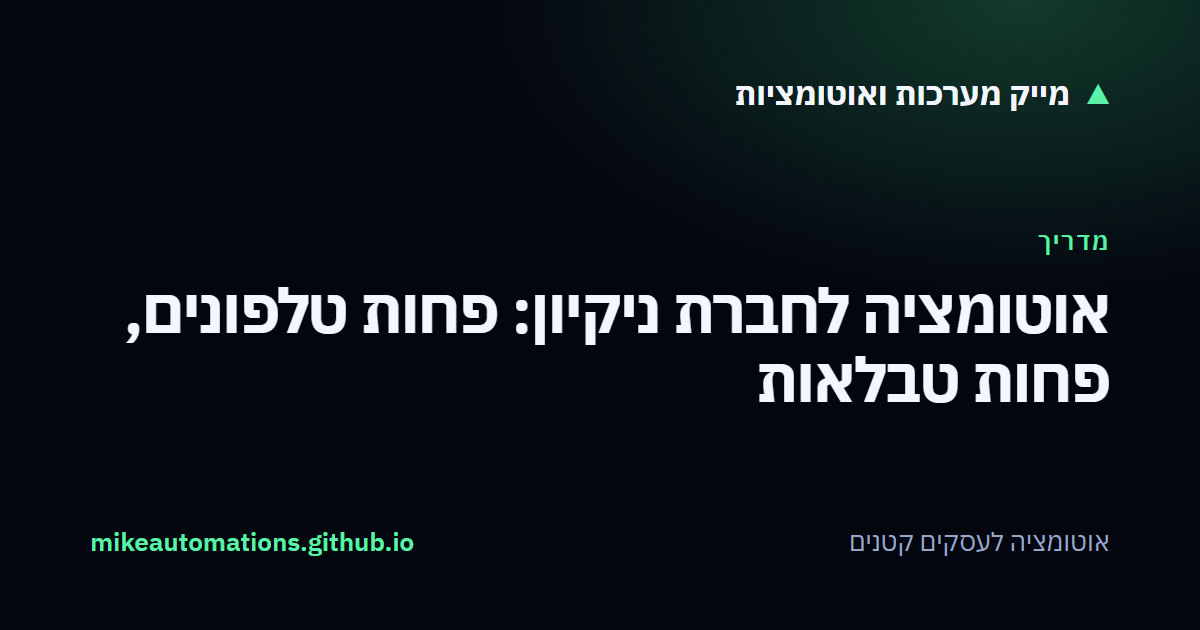 מייק מערכות ואוטומציות
מדריך
אוטומציה לחברת ניקיון: פחות טלפונים,
פחות טבלאות
אוטומציה לעסקים קטנים
mikeautomations.github.io